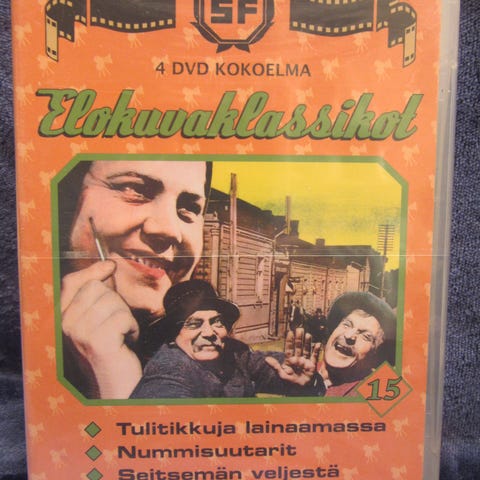 SF
4 DVD KOKOELMA
Elokuvaklassikot
15
Tulitikkuja lainaamassa
Nummisuutarit
Seitsemän veljestä